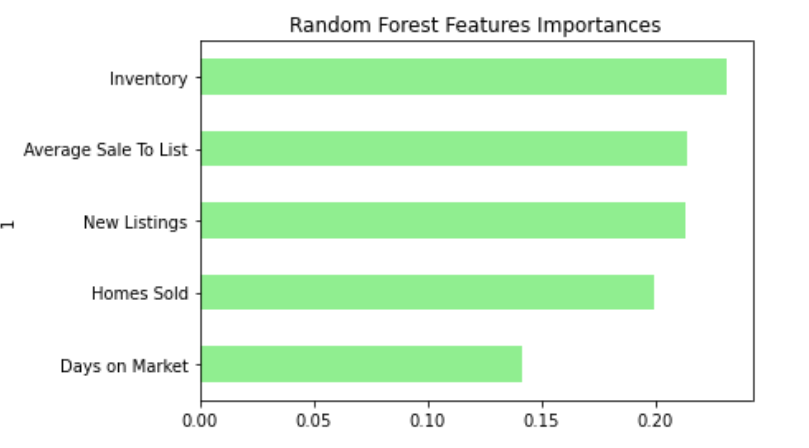 Random Forest Features Importances
Inventory
Average Sale To List
New Listings
1
Homes Sold
Days on Market
0.00 0.05 0.10 0.15 0.20